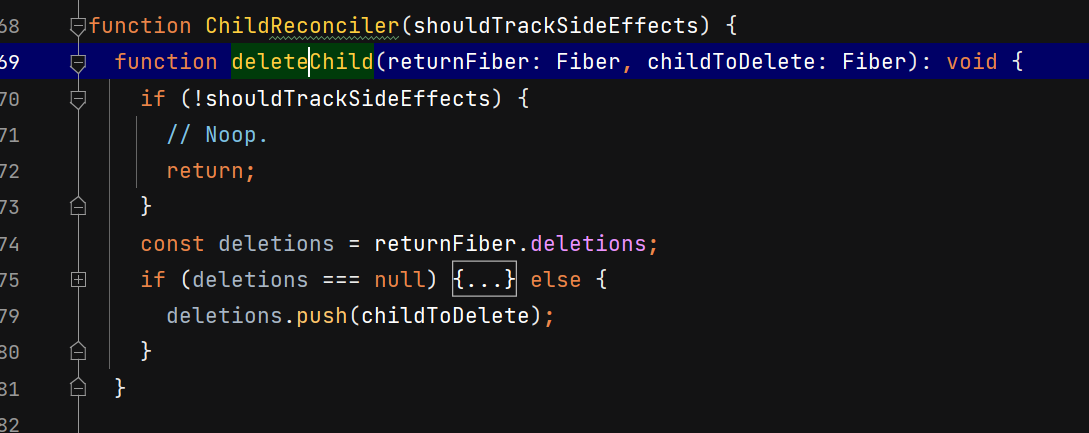 68 function ChildReconciler(shouldTrackSideEffects) {
69 function deleteChild(returnFiber: Fiber, childToDelete: Fiber): void {
70 if (!shouldTrackSideEffects) {
71 // Noop.
72 return;
73 }
74 const deletions = returnFiber.deletions;
75 if (deletions === null) {...} else {
79 deletions.push(childToDelete);
80 }
81 }
82